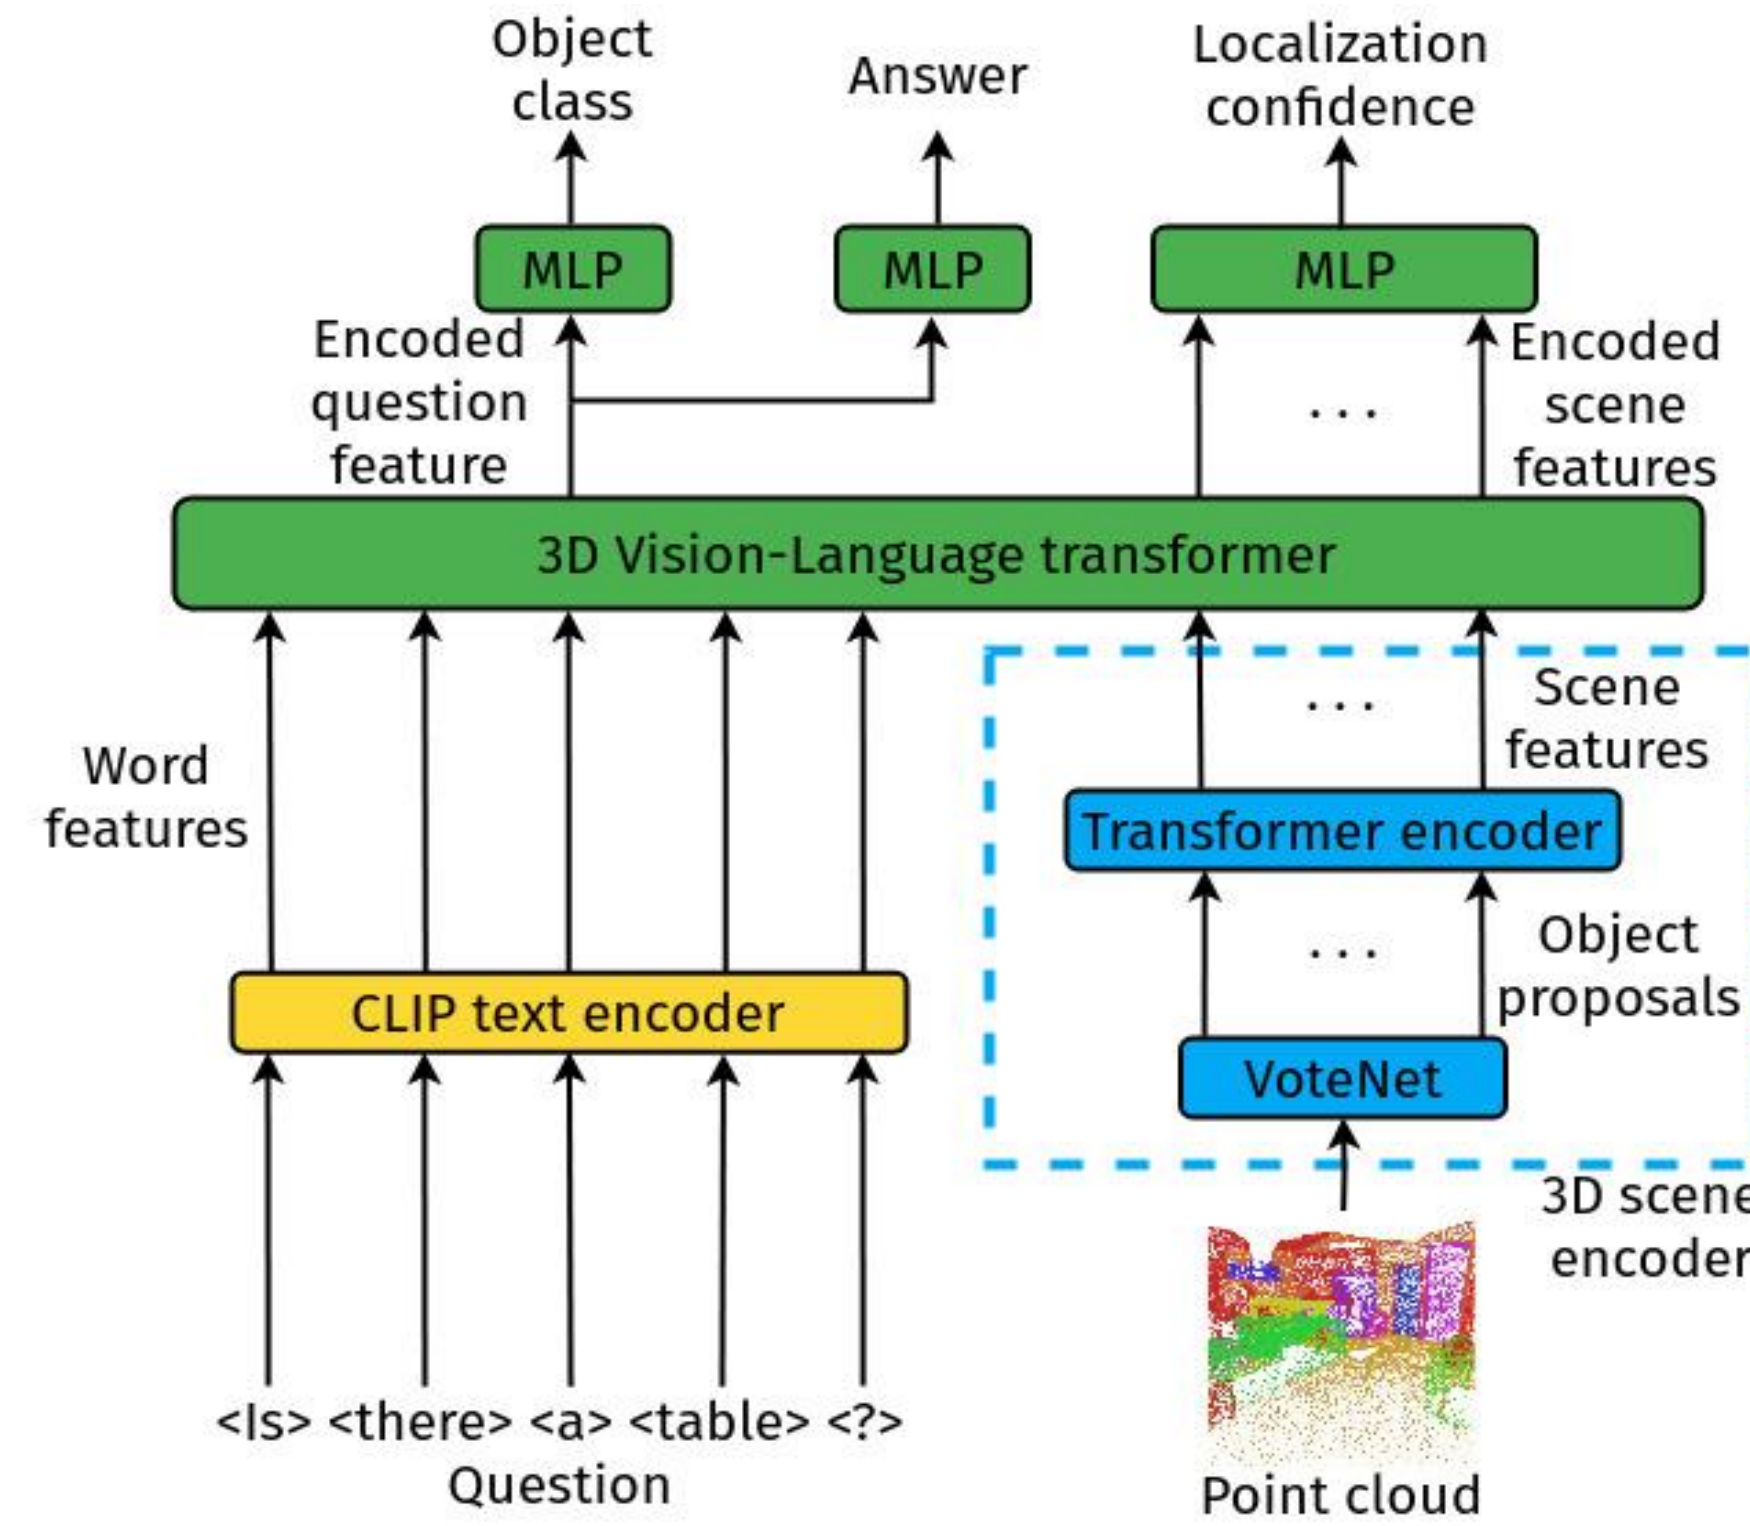 Object
class
Answer
Localization
confidence
MLP
MLP
MLP
Encoded
question
feature
. . .
Encoded
scene
features
3D Vision-Language transformer
Word
features
. . .
Scene
features
Transformer encoder
. . .
Object
proposals
CLIP text encoder
VoteNet
3D scene
encoder
<Is> <there> <a> <table> <?>
Question
Point cloud